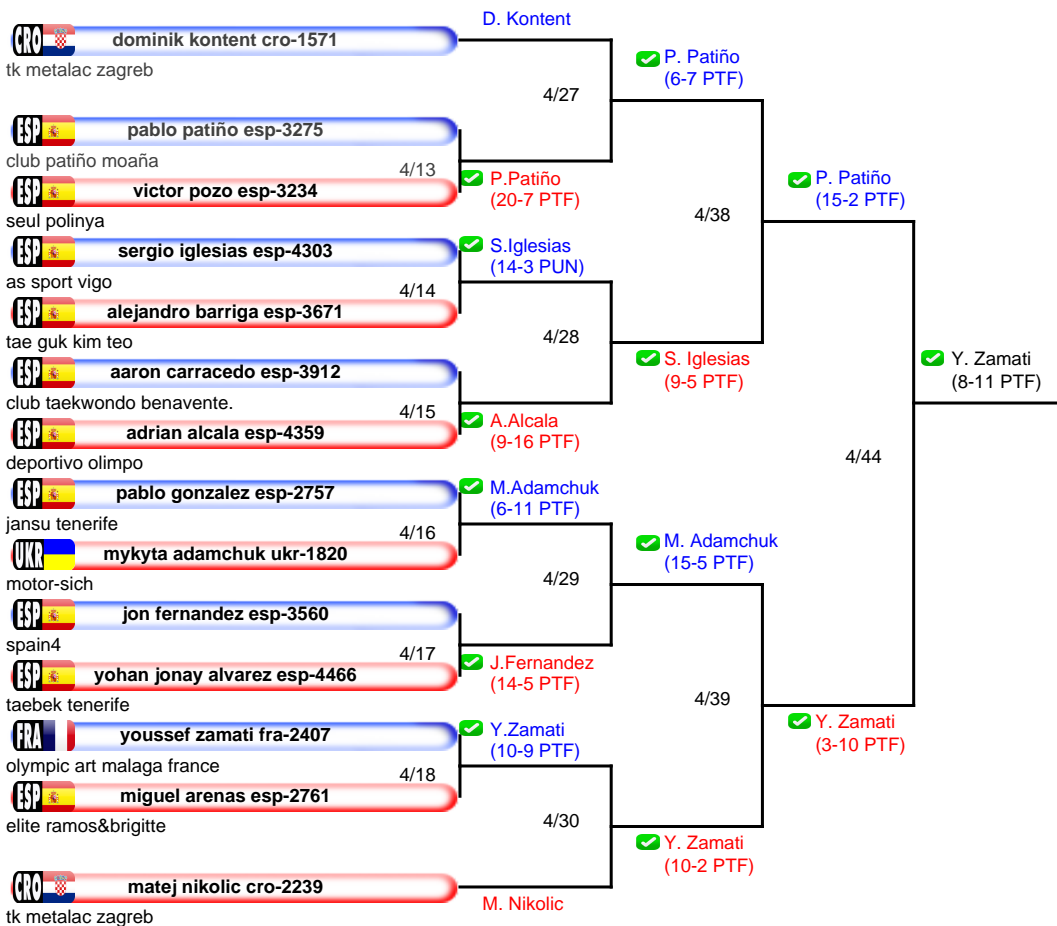 D. Kontent
CRO dominik kontent cro-1571
tk metalac zagreb
P. Patiño
(6-7 PTF)
4/27
ESP pablo patiño esp-3275
club patiño moaña
4/13
ESP victor pozo esp-3234
seul polinya
P.Patiño
(20-7 PTF)
P. Patiño
(15-2 PTF)
4/38
ESP sergio iglesias esp-4303
as sport vigo
S.Iglesias
(14-3 PUN)
4/14
ESP alejandro barriga esp-3671
tae guk kim teo
4/28
ESP aaron carracedo esp-3912
club taekwondo benavente.
S. Iglesias
(9-5 PTF)
Y. Zamati
(8-11 PTF)
4/15
ESP adrian alcala esp-4359
deportivo olimpo
A.Alcala
(9-16 PTF)
4/44
ESP pablo gonzalez esp-2757
jansu tenerife
M.Adamchuk
(6-11 PTF)
4/16
UKR mykyta adamchuk ukr-1820
motor-sich
M. Adamchuk
(15-5 PTF)
4/29
ESP jon fernandez esp-3560
spain4
4/17
ESP yohan jonay alvarez esp-4466
taebek tenerife
J.Fernandez
(14-5 PTF)
4/39
FRA youssef zamati fra-2407
olympic art malaga france
Y.Zamati
(10-9 PTF)
Y. Zamati
(3-10 PTF)
4/18
ESP miguel arenas esp-2761
elite ramos&brigitte
4/30
Y. Zamati
(10-2 PTF)
CRO matej nikolic cro-2239
tk metalac zagreb
M. Nikolic